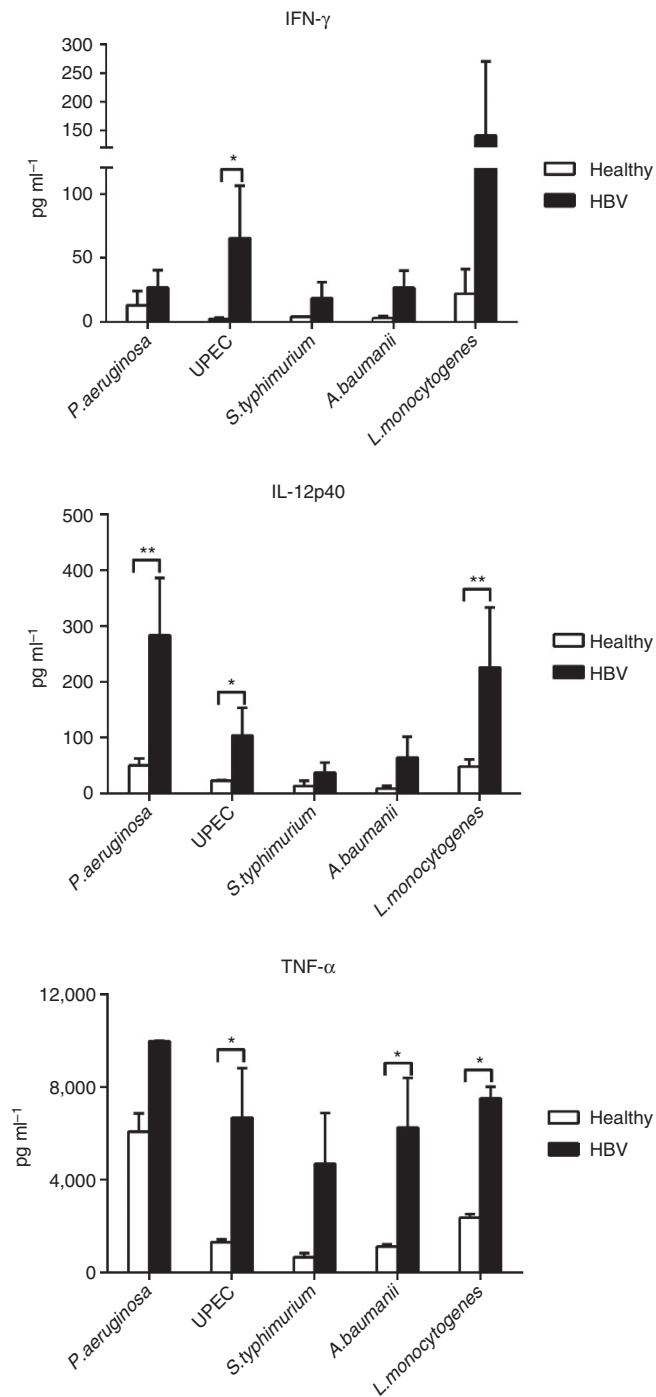 IFN-γ
300
250
200
150
100
50
0
pg ml⁻¹
*
Healthy
HBV
P.aeruginosa
UPEC
S.typhimurium
A.baumanii
L.monocytogenes
IL-12p40
500
400
300
200
100
0
pg ml⁻¹
**
*
**
Healthy
HBV
P.aeruginosa
UPEC
S.typhimurium
A.baumanii
L.monocytogenes
TNF-α
12,000
8,000
4,000
0
pg ml⁻¹
*
*
*
Healthy
HBV
P.aeruginosa
UPEC
S.typhimurium
A.baumanii
L.monocytogenes